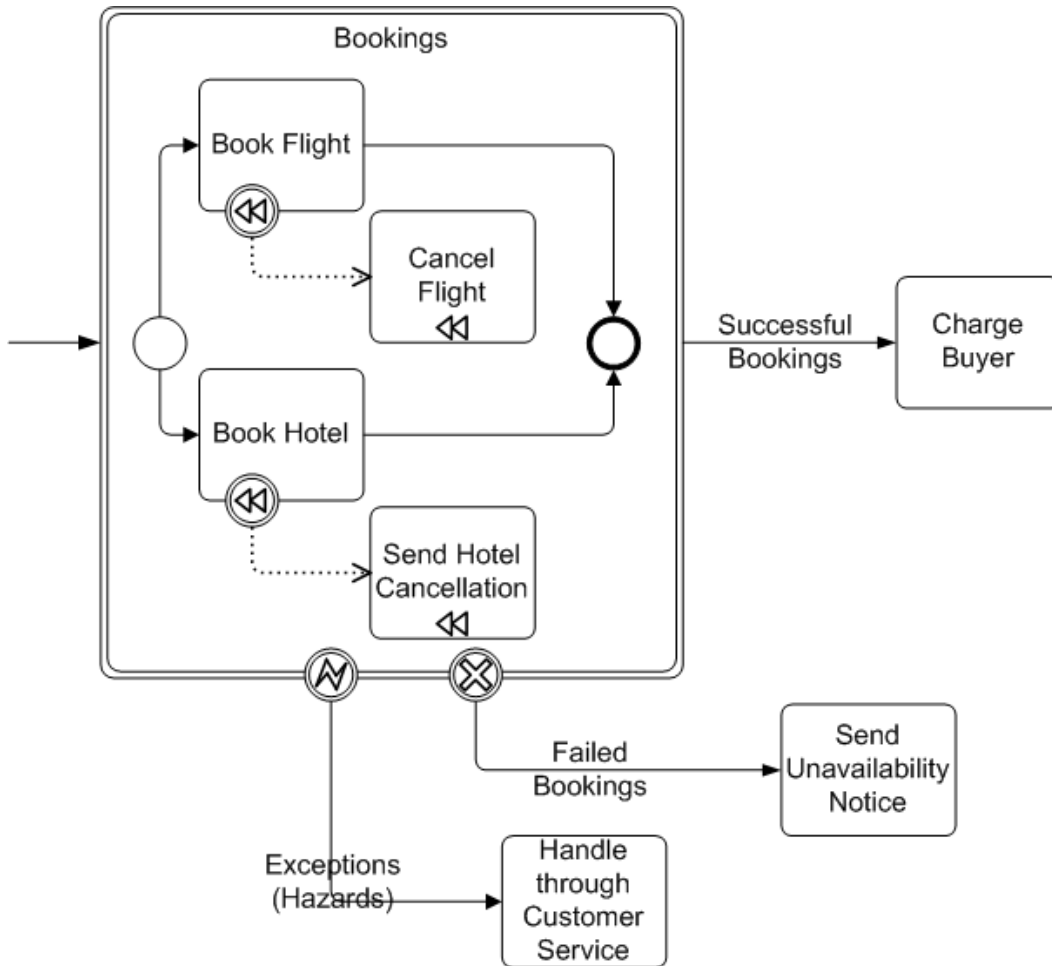 Bookings
Book Flight
Cancel
Flight
Successful
Bookings
Charge
Buyer
Book Hotel
Send Hotel
Cancellation
Failed
Bookings
Send
Unavailability
Notice
Exceptions
(Hazards)
Handle
through
Customer
Service